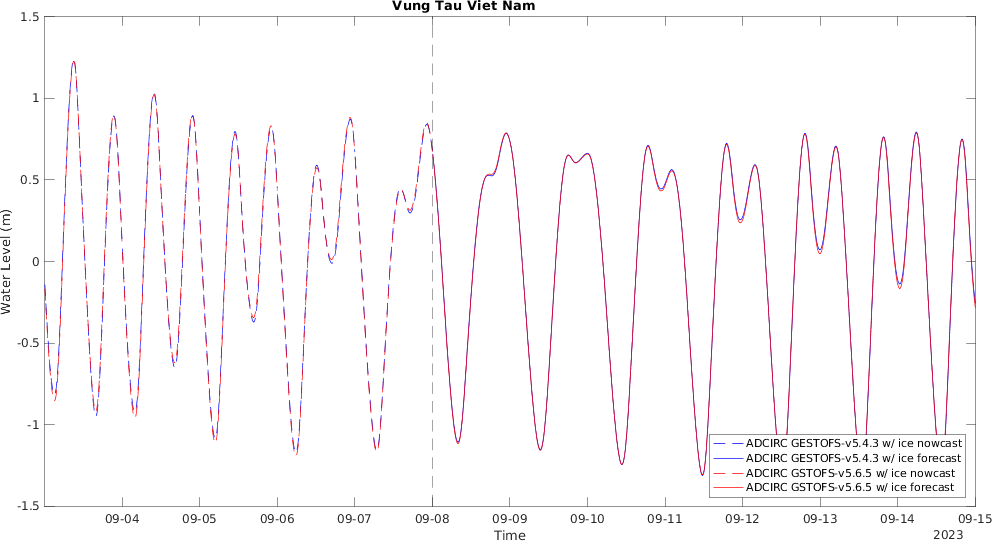 Vung Tau Viet Nam
1.5
1
0.5
0
-0.5
-1
-1.5
Water Level (m)
09-04
09-05
09-06
09-07
09-08
09-09
09-10
09-11
09-12
09-13
09-14
09-15
Time
2023
ADCIRC GESTOFS-v5.4.3 w/ ice nowcast
ADCIRC GESTOFS-v5.4.3 w/ ice forecast
ADCIRC GSTOFS-v5.6.5 w/ ice nowcast
ADCIRC GSTOFS-v5.6.5 w/ ice forecast